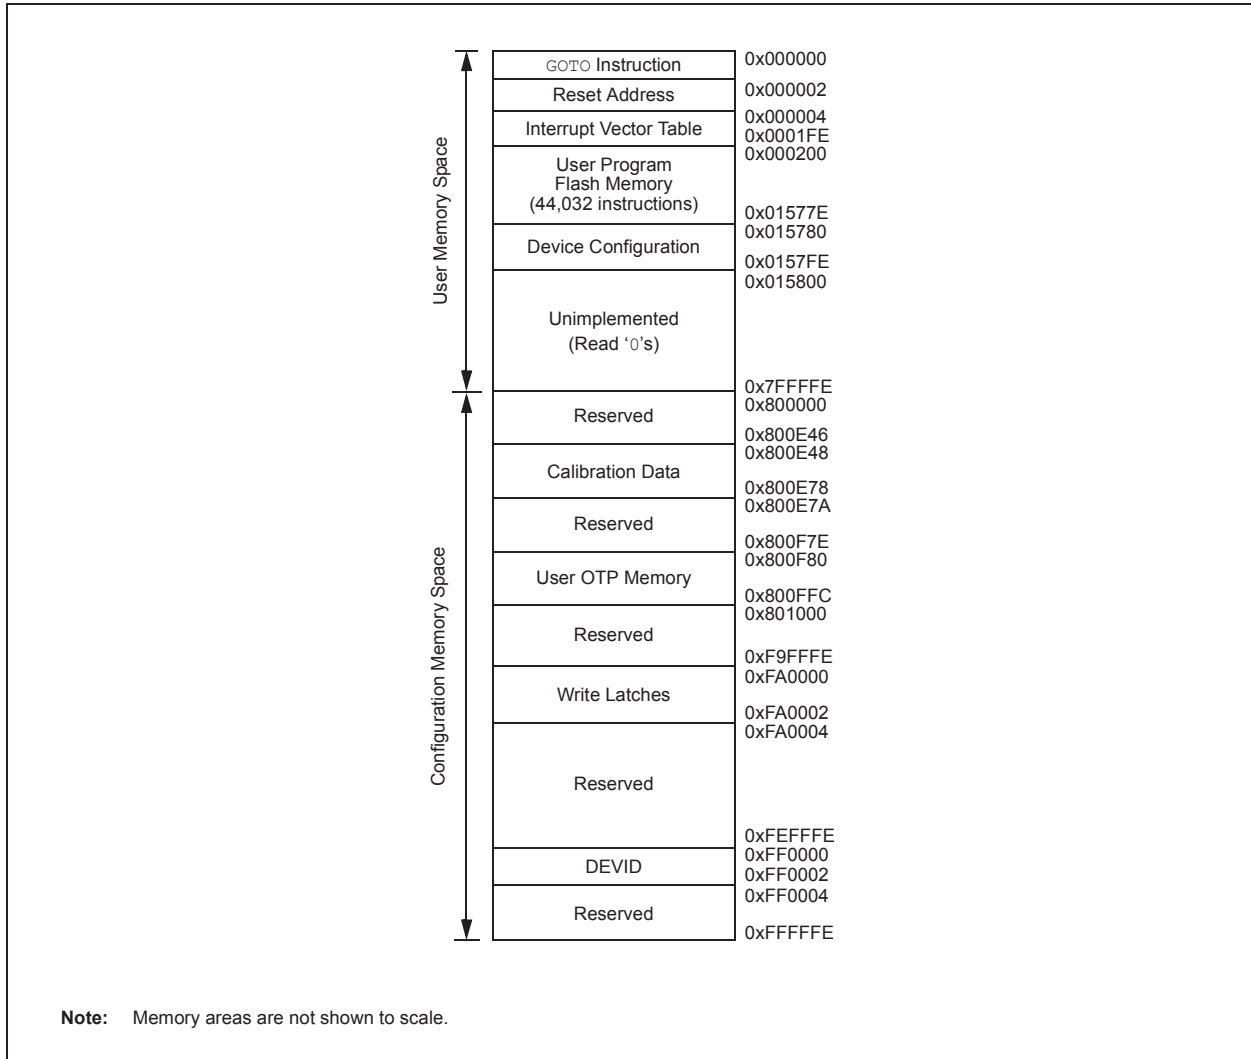 GOTO Instruction
0x000000
Reset Address
0x000002
Interrupt Vector Table
0x000004
0x0001FE
User Program
Flash Memory
(44,032 instructions)
0x000200
0x01577E
Device Configuration
0x015780
0x0157FE
Unimplemented
(Read ‘0’s)
0x015800
0x7FFFFE
User Memory Space
Reserved
0x800000
0x800E46
Calibration Data
0x800E48
0x800E78
Reserved
0x800E7A
0x800F7E
User OTP Memory
0x800F80
0x800FFC
Reserved
0x801000
0xF9FFFE
Write Latches
0xFA0000
0xFA0002
Reserved
0xFA0004
0xFEFFFE
DEVID
0xFF0000
0xFF0002
Reserved
0xFF0004
0xFFFFFE
Configuration Memory Space
Note: Memory areas are not shown to scale.